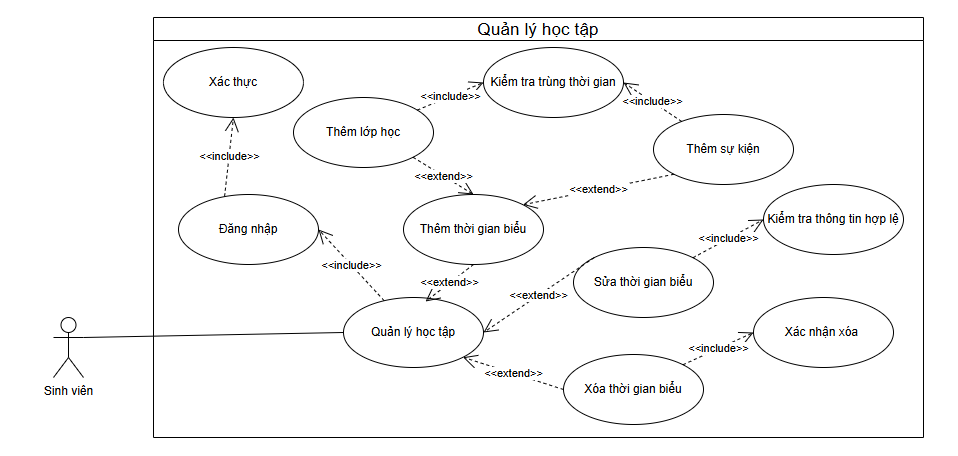 Quản lý học tập
Xác thực
Kiểm tra trùng thời gian
<<include>>
<<include>>
Thêm lớp học
Thêm sự kiện
<<include>>
<<extend>>
<<extend>>
Đăng nhập
Thêm thời gian biểu
Kiểm tra thông tin hợp lệ
<<include>>
<<include>>
<<extend>>
Sửa thời gian biểu
<<extend>>
Quản lý học tập
Xác nhận xóa
<<include>>
<<extend>>
Xóa thời gian biểu
Sinh viên